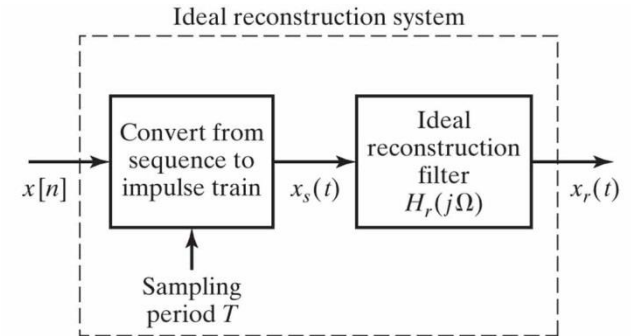 Ideal reconstruction system
Convert from
sequence to
impulse train
Ideal
reconstruction
filter
H_r(jΩ)
x[n]
x_s(t)
x_r(t)
Sampling
period T